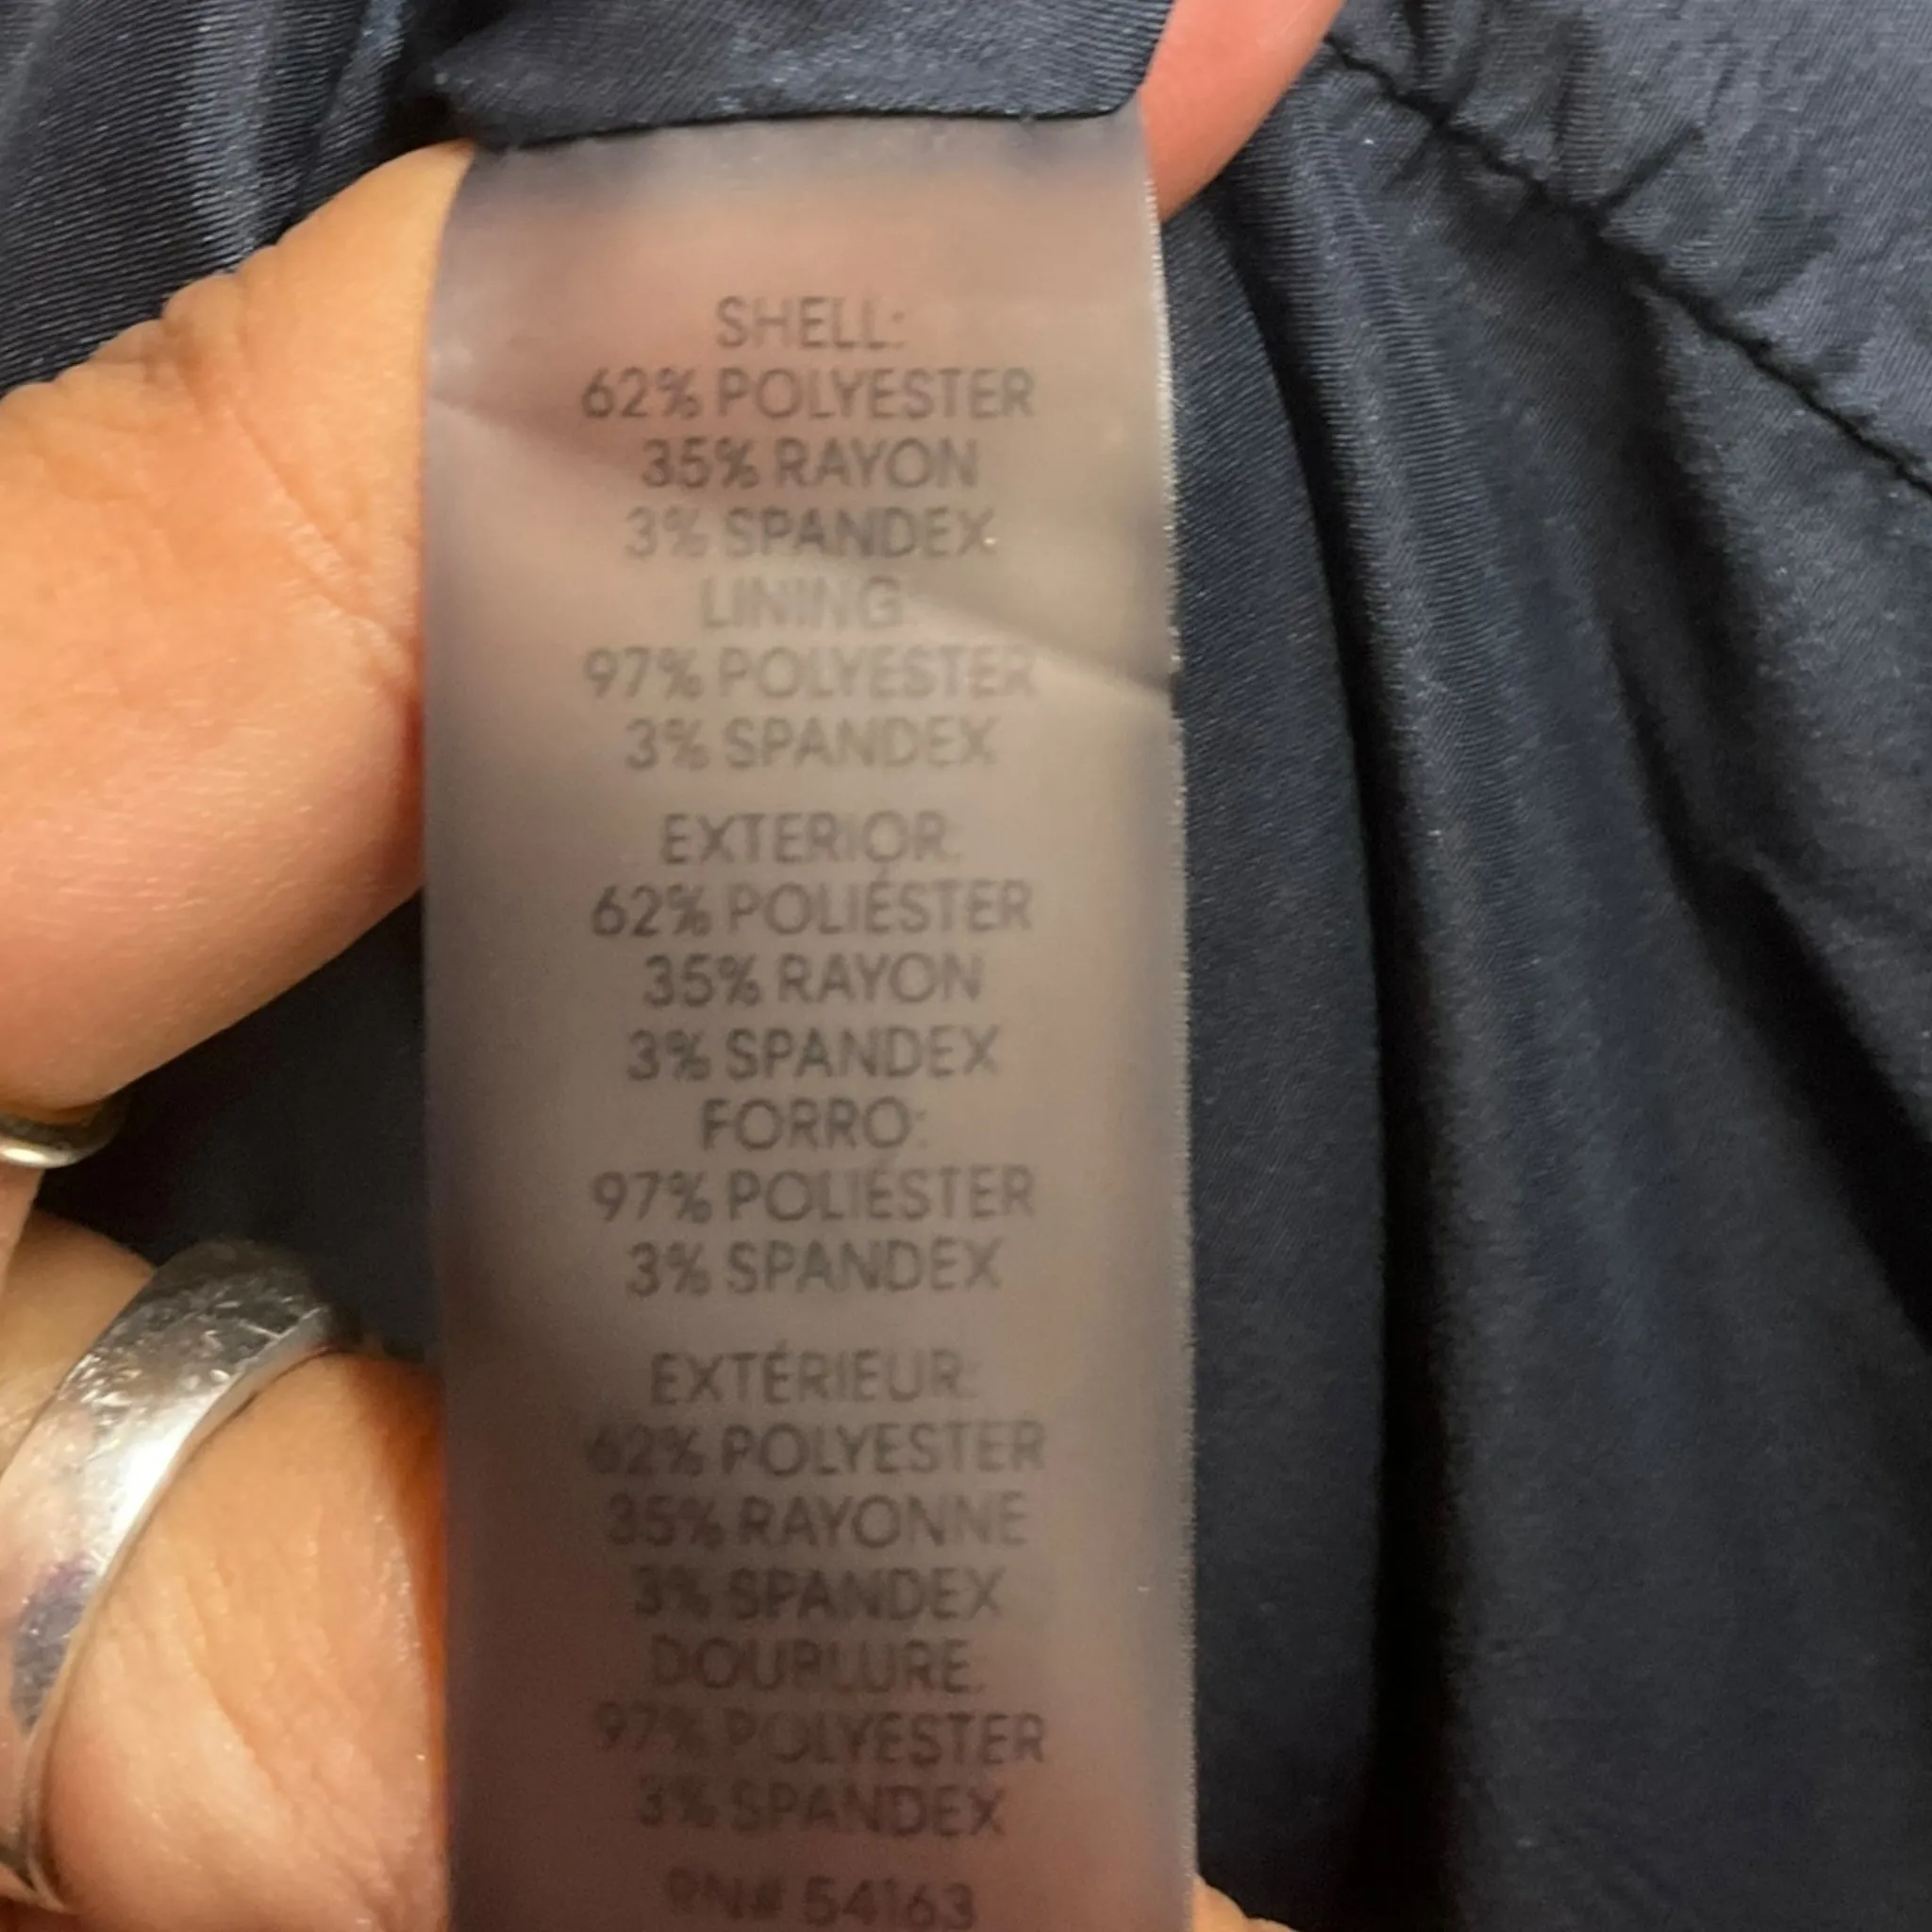 SHELL:
62% POLYESTER
35% RAYON
3% SPANDEX
LINING:
97% POLYESTER
3% SPANDEX
EXTERIOR:
62% POLIÉSTER
35% RAYON
3% SPANDEX
FORRO:
97% POLIÉSTER
3% SPANDEX
EXTÉRIEUR:
62% POLYESTER
35% RAYONNE
3% SPANDEX
DOUBLURE:
97% POLYESTER
3% SPANDEX
RN# 54163